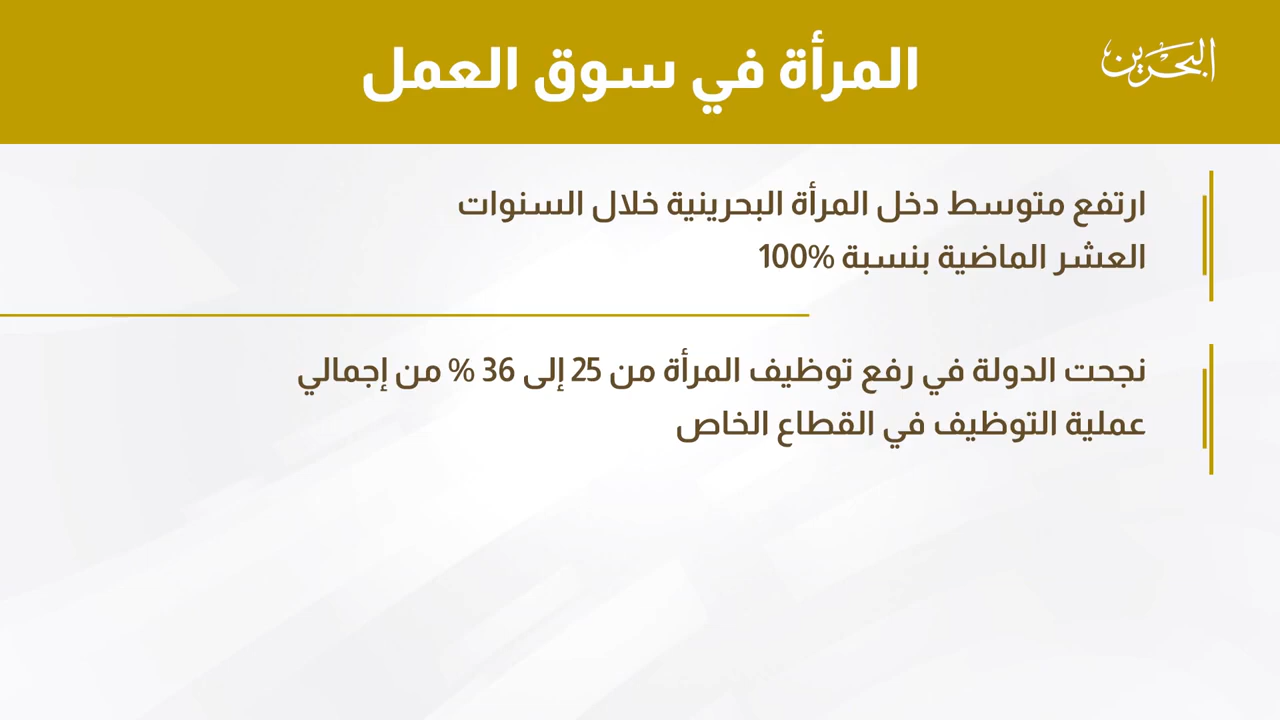 البحرين
المرأة في سوق العمل
ارتفع متوسط دخل المرأة البحرينية خلال السنوات
العشر الماضية بنسبة 100%
نجحت الدولة في رفع توظيف المرأة من 25 إلى 36 % من إجمالي
عملية التوظيف في القطاع الخاص